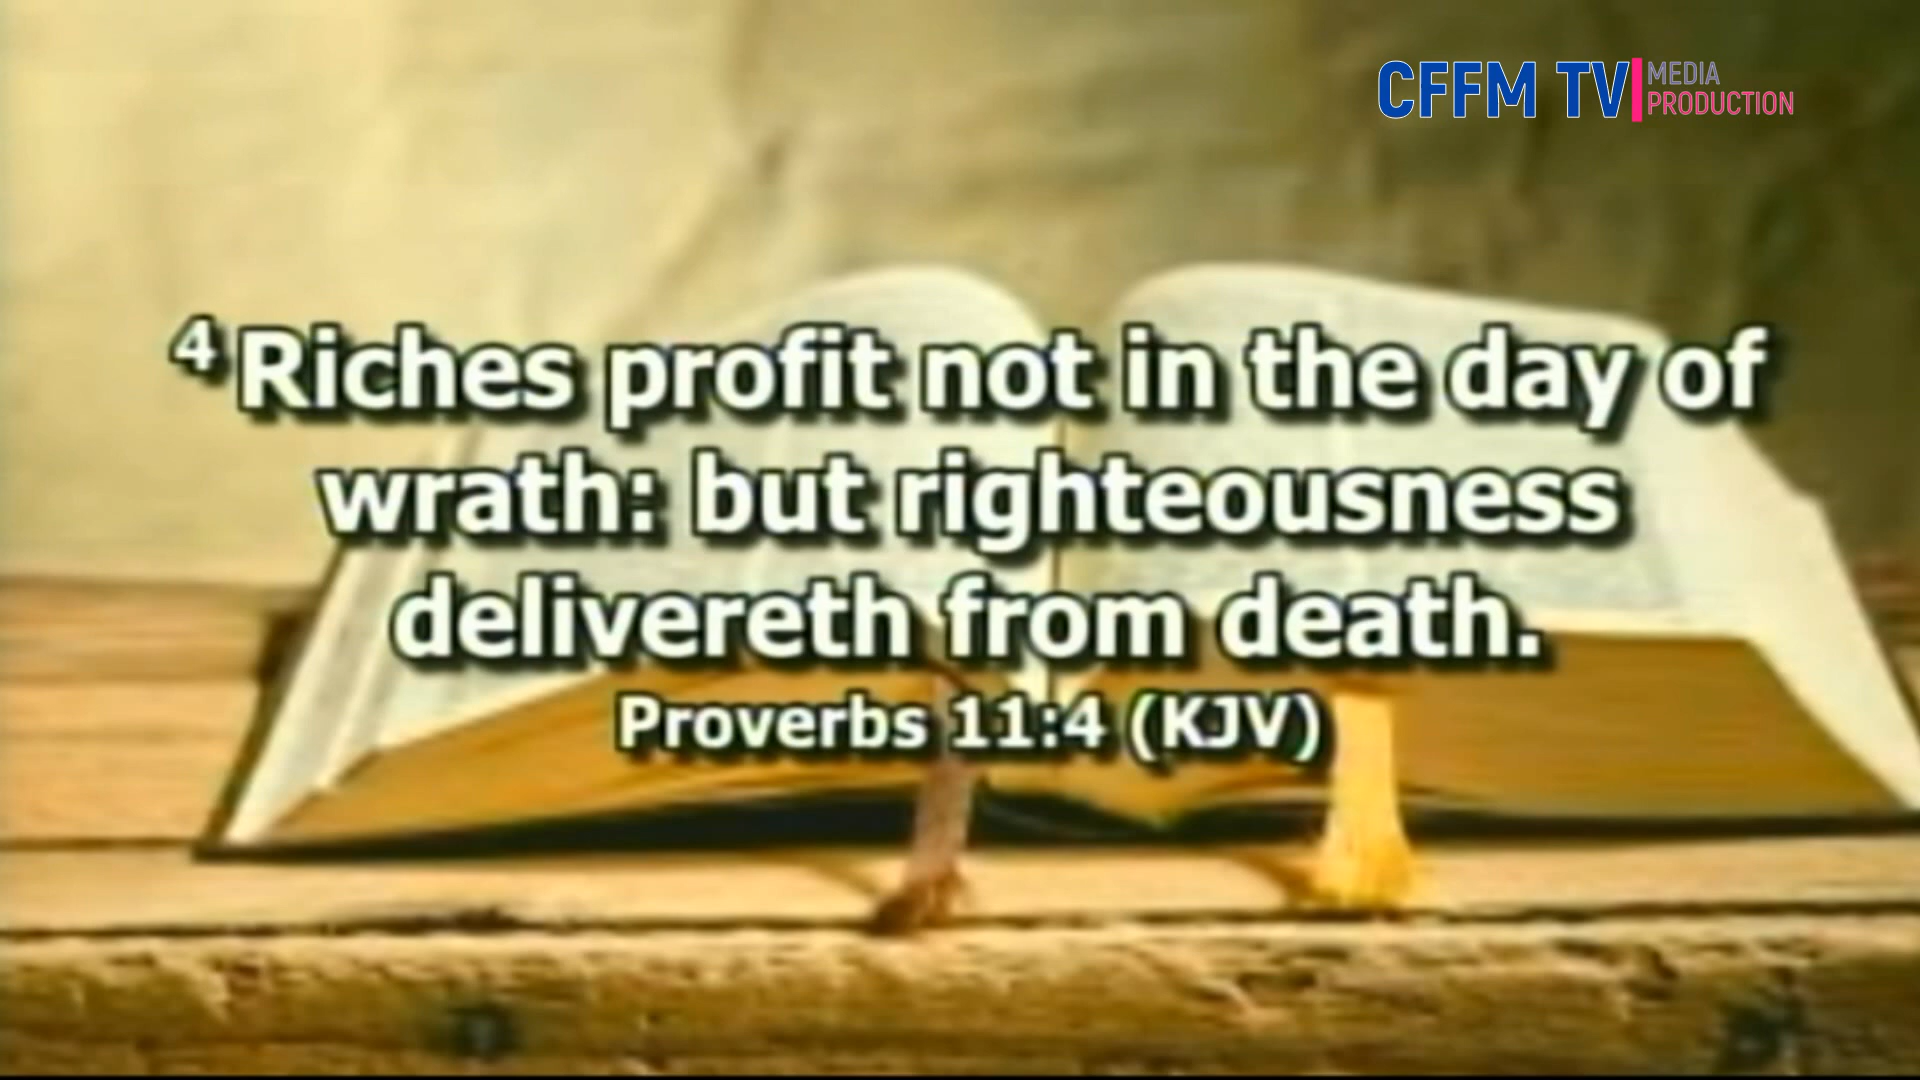 CFFM TV MEDIA
PRODUCTION
4 Riches profit not in the day of
wrath: but righteousness
delivereth from death.
Proverbs 11:4 (KJV)